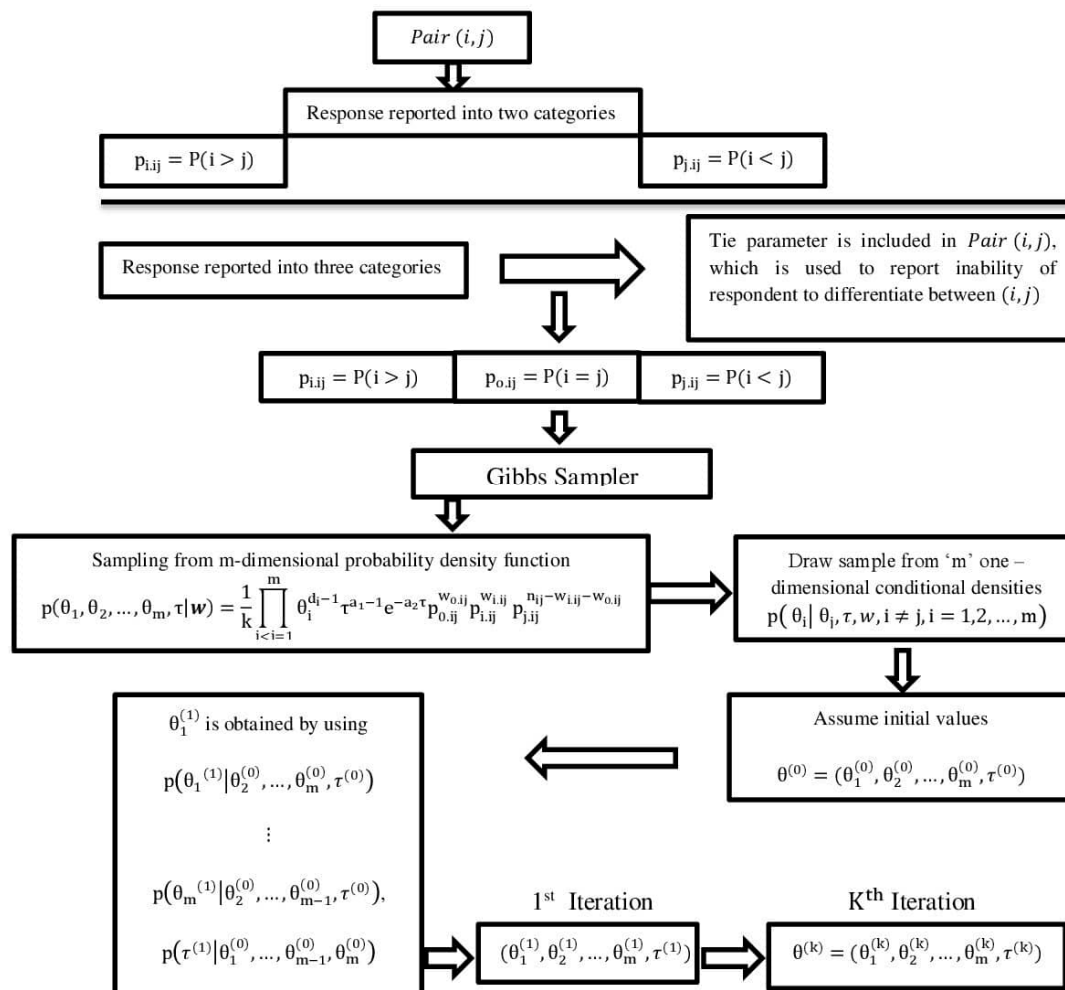 Pair (i, j)
Response reported into two categories
p_{i.ij} = P(i > j)
p_{j.ij} = P(i < j)
Response reported into three categories
Tie parameter is included in Pair (i, j),
which is used to report inability of
respondent to differentiate between (i, j)
p_{i.ij} = P(i > j)
p_{o.ij} = P(i = j)
p_{j.ij} = P(i < j)
Gibbs Sampler
Sampling from m-dimensional probability density function
p(θ_1, θ_2, ..., θ_m, τ|w) = \frac{1}{k} ∏_{i<i=1}^{m} θ_i^{d_i−1} τ^{a_1−1} e^{−a_2τ} p_{0.ij}^{w_{0.ij}} p_{i.ij}^{w_{i.ij}} p_{j.ij}^{n_{ij}−w_{i.ij}−w_{0.ij}}
Draw sample from ‘m’ one –
dimensional conditional densities
p( θ_i| θ_j, τ, w, i ≠ j, i = 1,2, ..., m)
Assume initial values
θ^{(0)} = (θ_1^{(0)}, θ_2^{(0)}, ..., θ_m^{(0)}, τ^{(0)})
θ_1^{(1)} is obtained by using
p(θ_1^{(1)}|θ_2^{(0)}, ..., θ_m^{(0)}, τ^{(0)})
⋮
p(θ_m^{(1)}|θ_2^{(0)}, ..., θ_{m−1}^{(0)}, τ^{(0)}),
p(τ^{(1)}|θ_1^{(0)}, ..., θ_{m−1}^{(0)}, θ_m^{(0)})
1^{st} Iteration
(θ_1^{(1)}, θ_2^{(1)}, ..., θ_m^{(1)}, τ^{(1)})
K^{th} Iteration
θ^{(k)} = (θ_1^{(k)}, θ_2^{(k)}, ..., θ_m^{(k)}, τ^{(k)})